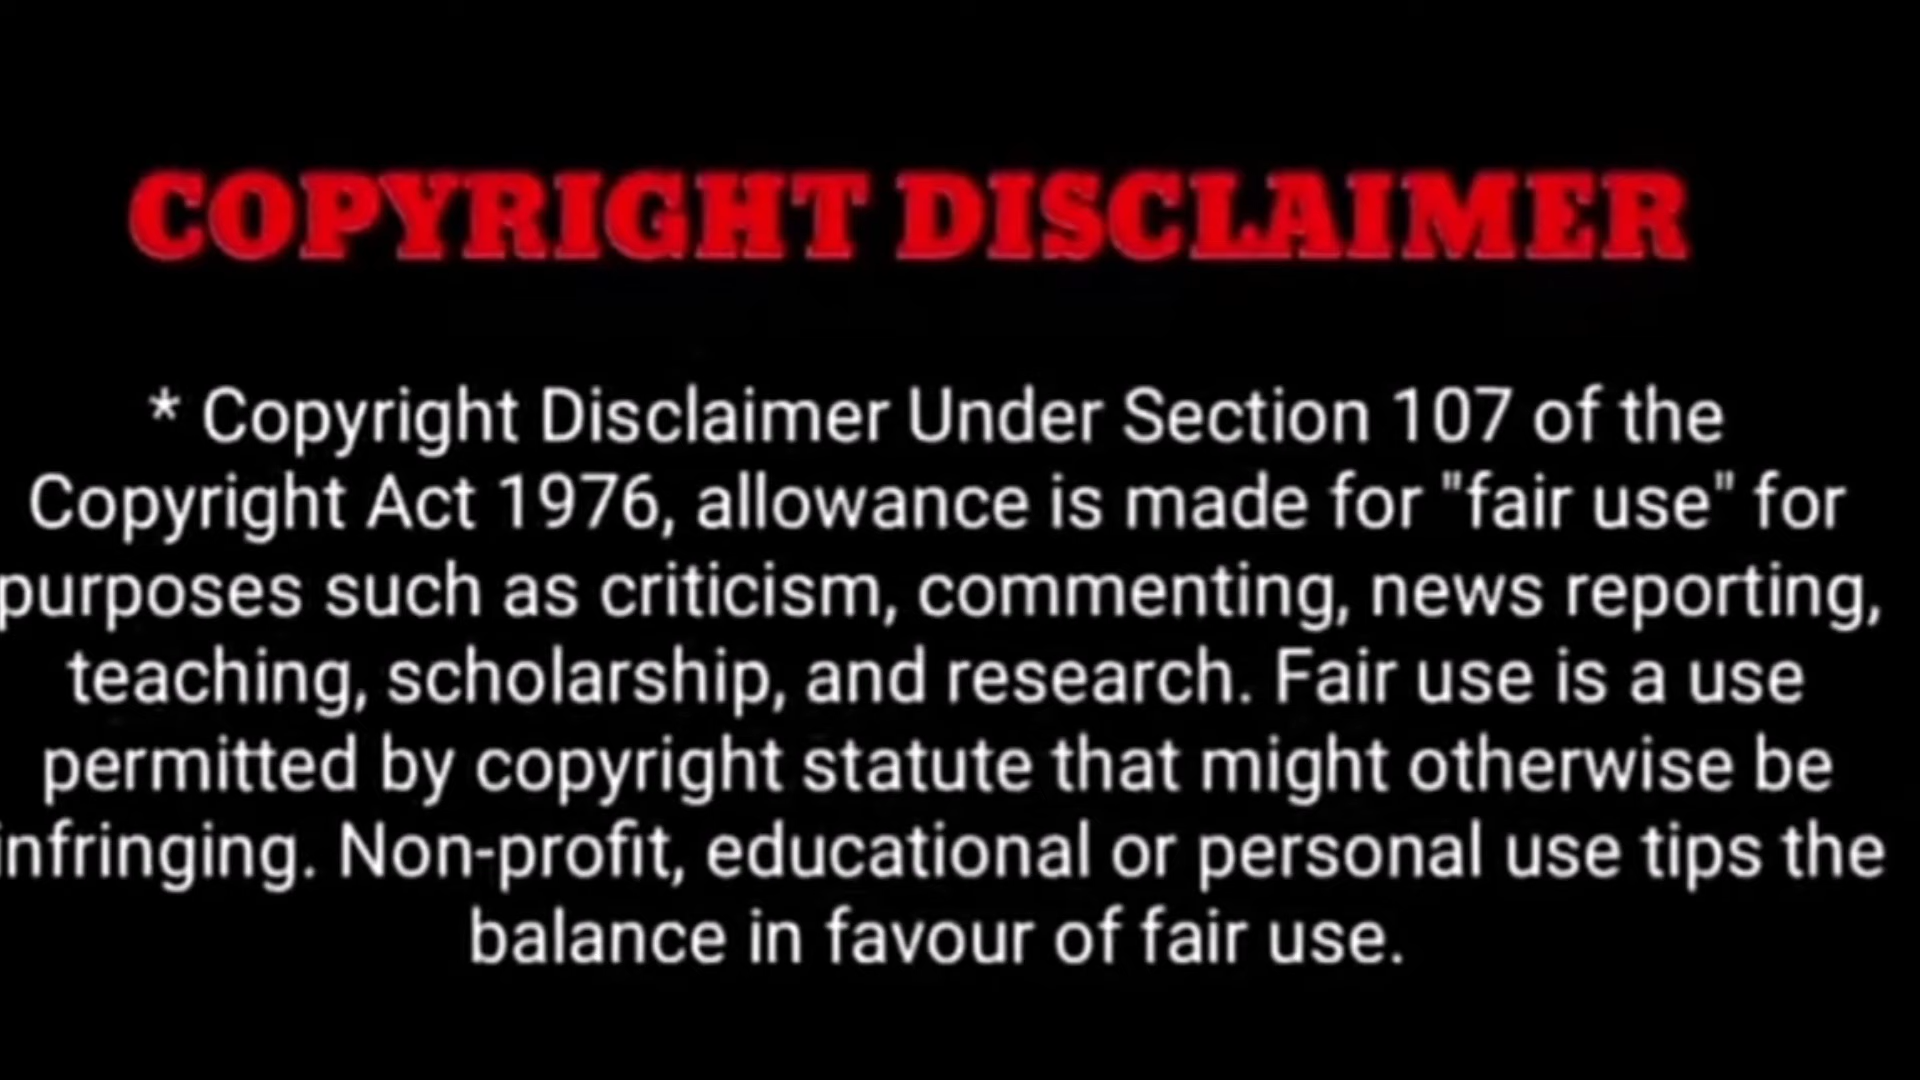 COPYRIGHT DISCLAIMER
* Copyright Disclaimer Under Section 107 of the
Copyright Act 1976, allowance is made for "fair use" for
purposes such as criticism, commenting, news reporting,
teaching, scholarship, and research. Fair use is a use
permitted by copyright statute that might otherwise be
infringing. Non-profit, educational or personal use tips the
balance in favour of fair use.